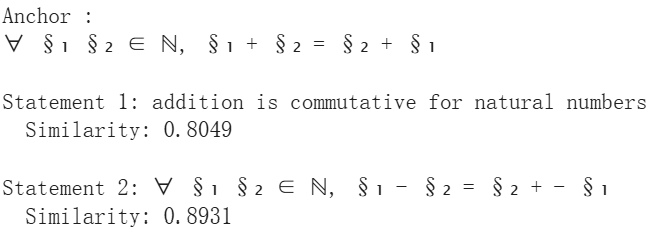 Anchor :
∀ §₁ §₂ ∈ ℕ, §₁ + §₂ = §₂ + §₁
Statement 1: addition is commutative for natural numbers
Similarity: 0.8049
Statement 2: ∀ §₁ §₂ ∈ ℕ, §₁ - §₂ = §₂ + - §₁
Similarity: 0.8931